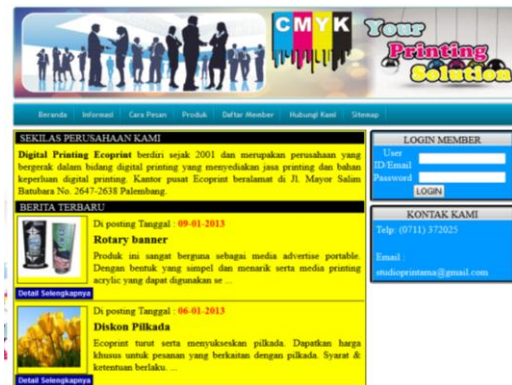 CMYK
Your
Printing
Solution
Beranda Informasi Cara Pesan Produk Daftar Member Hubungi Kami Sitemap
SEKILAS PERUSAHAAN KAMI
Digital Printing Ecoprint berdiri sejak 2001 dan merupakan perusahaan yang
bergerak dalam bidang digital printing yang menyediakan jasa printing dan bahan
keperluan digital printing. Kantor pusat Ecoprint beralamat di Jl. Mayor Salim
Batubara No. 2647-2638 Palembang.
BERITA TERBARU
Di posting Tanggal : 09-01-2013
Rotary banner
Produk ini sangat berguna sebagai media advertise portable.
Dengan bentuk yang simpel dan menarik serta media printing
acrylic yang dapat digunakan se ...
Detail Selengkapnya
Di posting Tanggal : 06-01-2013
Diskon Pilkada
Ecoprint turut serta menyukseskan pilkada. Dapatkan harga
khusus untuk pesanan yang berkaitan dengan pilkada. Syarat &
ketentuan berlaku. ...
Detail Selengkapnya
LOGIN MEMBER
User
ID/Email
Password
LOGIN
KONTAK KAMI
Telp: (0711) 372025
Email :
studioprintama@gmail.com